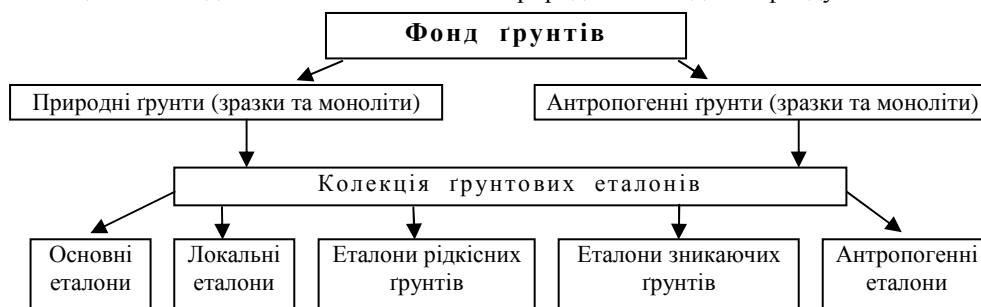 Фонд ґрунтів
Природні ґрунти (зразки та моноліти)
Антропогенні ґрунти (зразки та моноліти)
Колекція ґрунтових еталонів
Основні
еталони
Локальні
еталони
Еталони рідкісних
ґрунтів
Еталони зникаючих
ґрунтів
Антропогенні
еталони